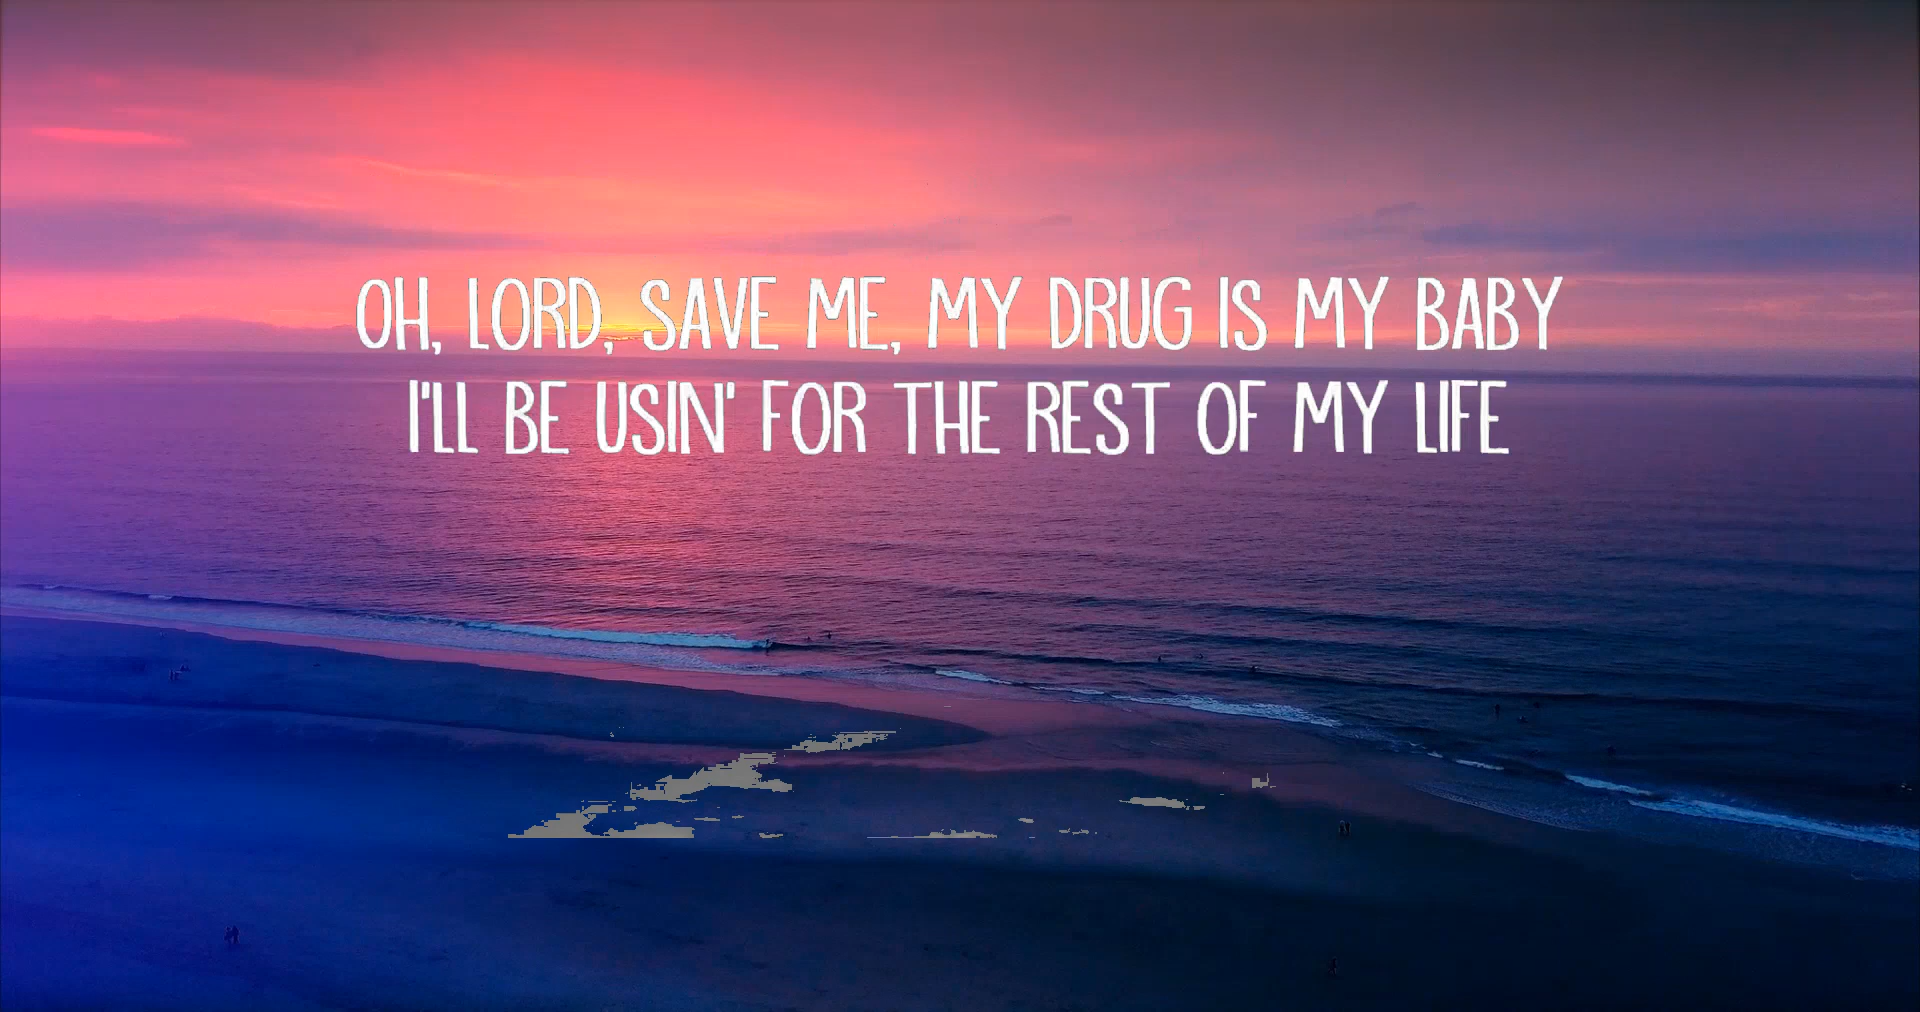 OH, LORD, SAVE ME, MY DRUG IS MY BABY
I'LL BE USIN' FOR THE REST OF MY LIFE